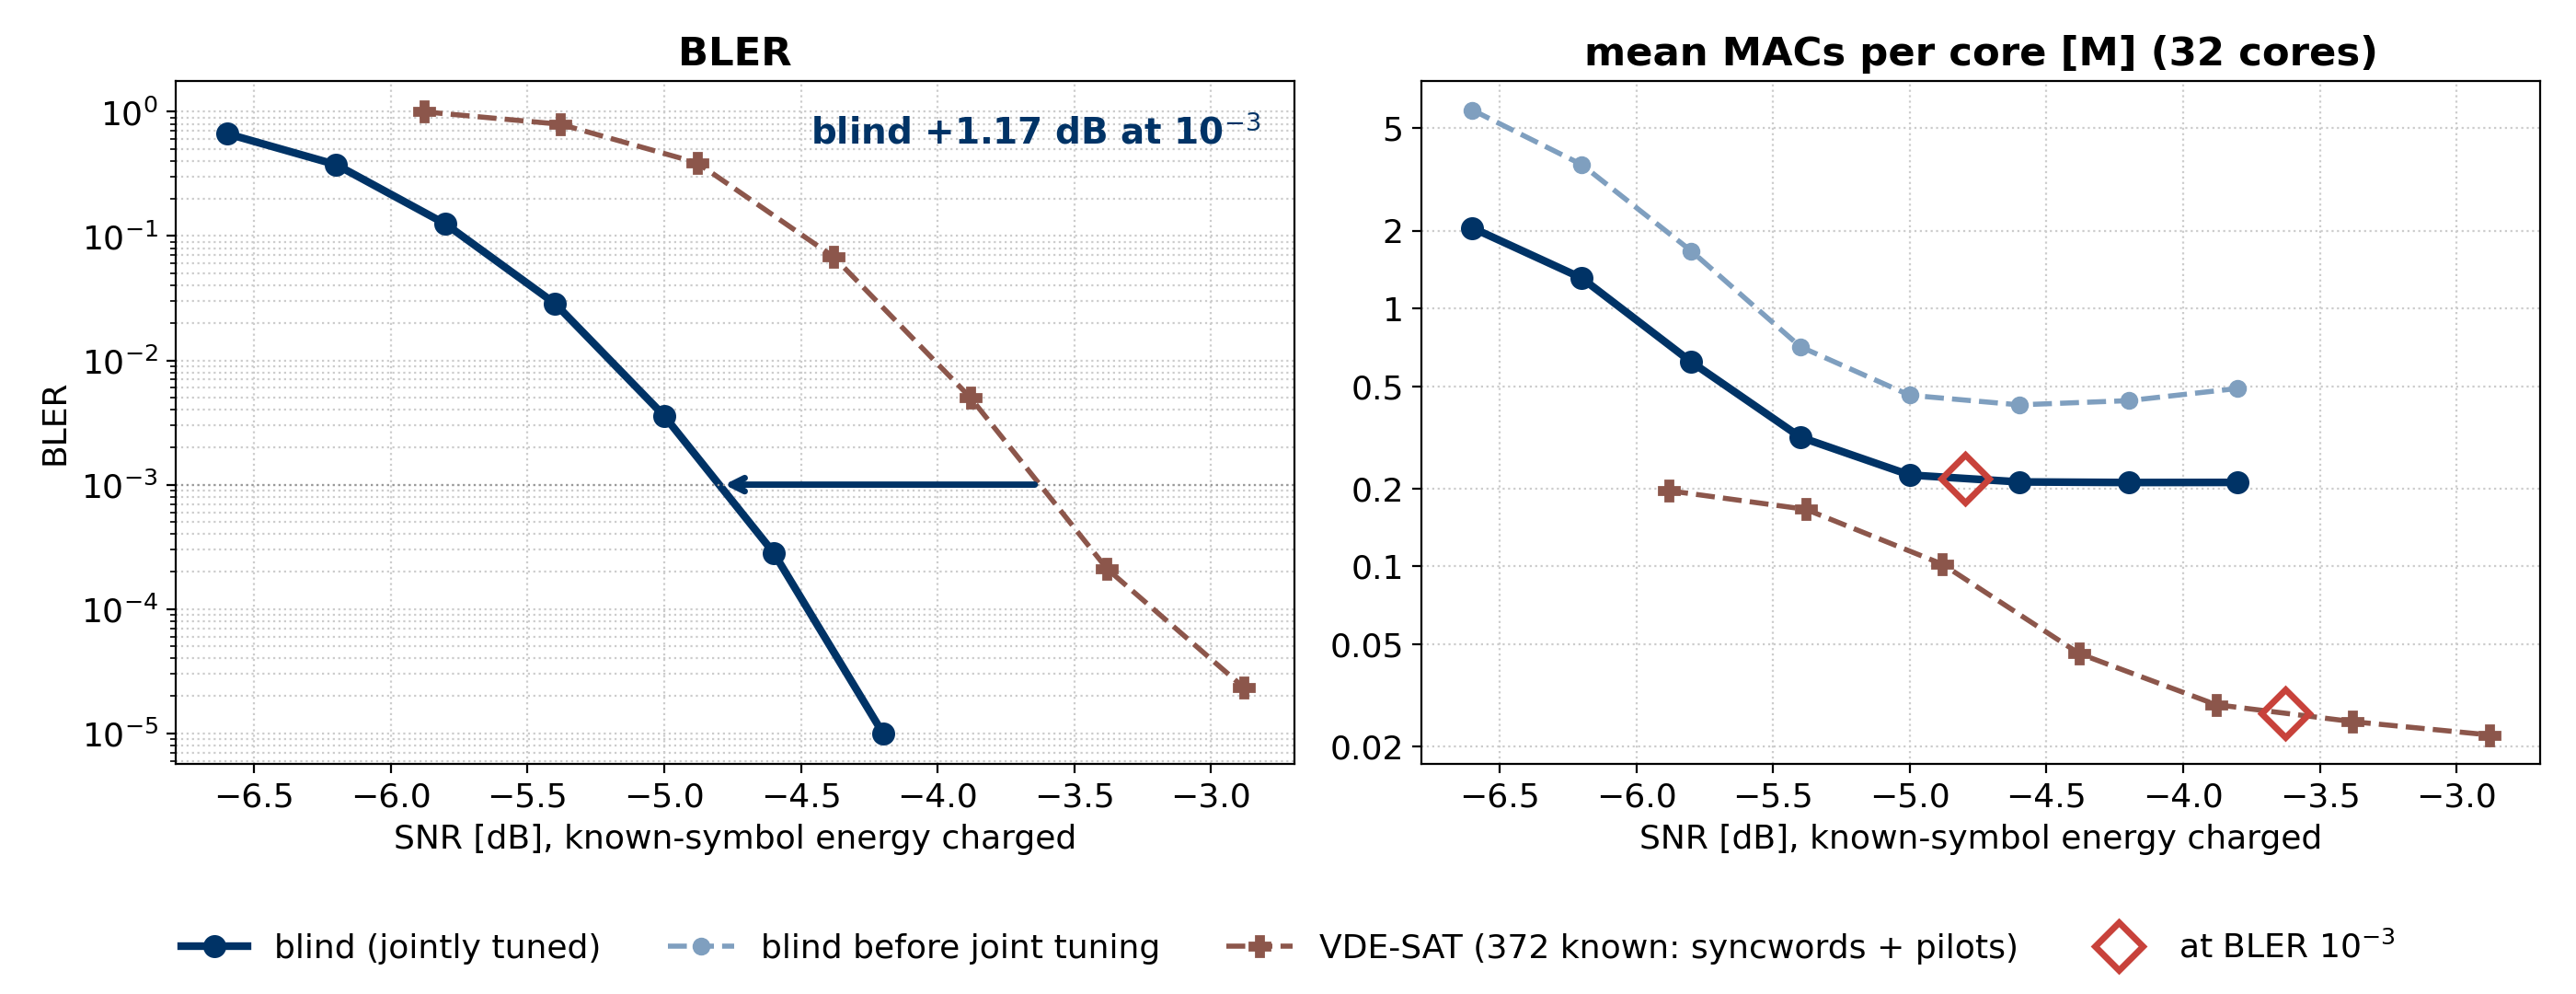 BLER
blind +1.17 dB at 10⁻³
10⁰
10⁻¹
10⁻²
10⁻³
10⁻⁴
10⁻⁵
BLER
−6.5 −6.0 −5.5 −5.0 −4.5 −4.0 −3.5 −3.0
SNR [dB], known-symbol energy charged
mean MACs per core [M] (32 cores)
5
2
1
0.5
0.2
0.1
0.05
0.02
−6.5 −6.0 −5.5 −5.0 −4.5 −4.0 −3.5 −3.0
SNR [dB], known-symbol energy charged
blind (jointly tuned) blind before joint tuning VDE-SAT (372 known: syncwords + pilots) at BLER 10⁻³